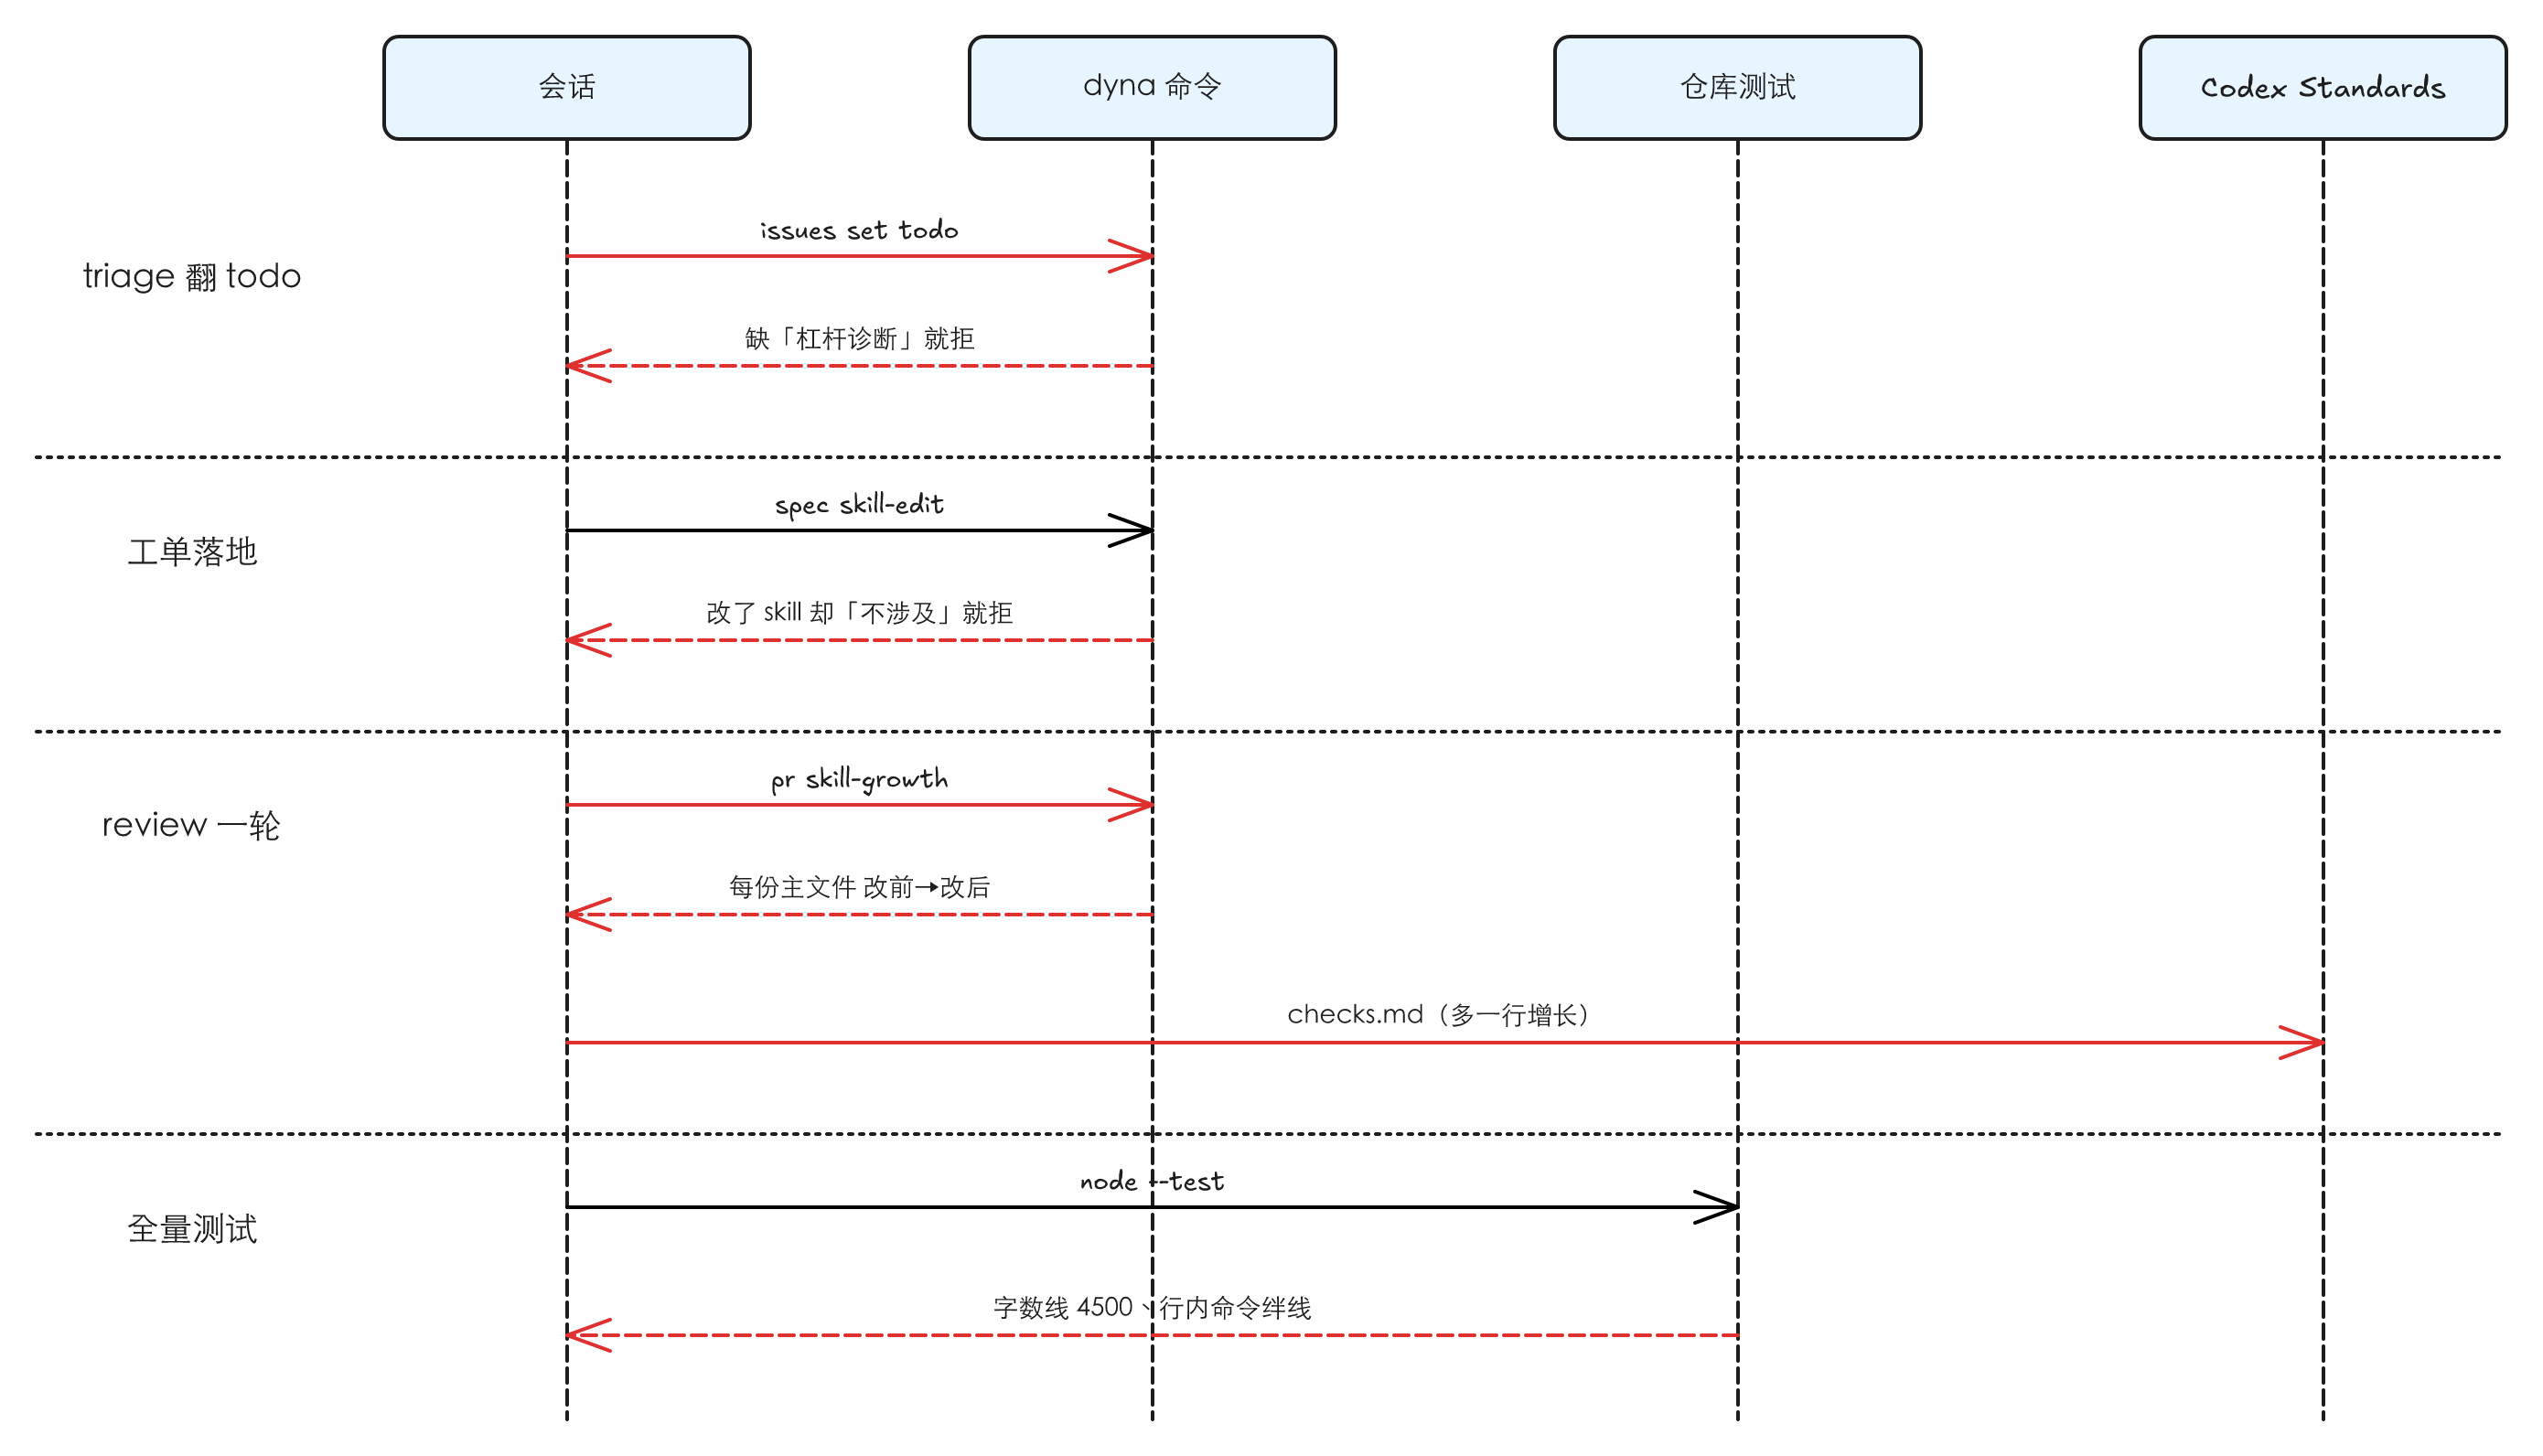 会话
dyna 命令
仓库测试
Codex Standards
issues set todo
triage 翻 todo
缺「杠杆诊断」就拒
spec skill-edit
工单落地
改了 skill 却「不涉及」就拒
pr skill-growth
review 一轮
每份主文件 改前→改后
checks.md（多一行增长）
node --test
全量测试
字数线 4500、行内命令绊线